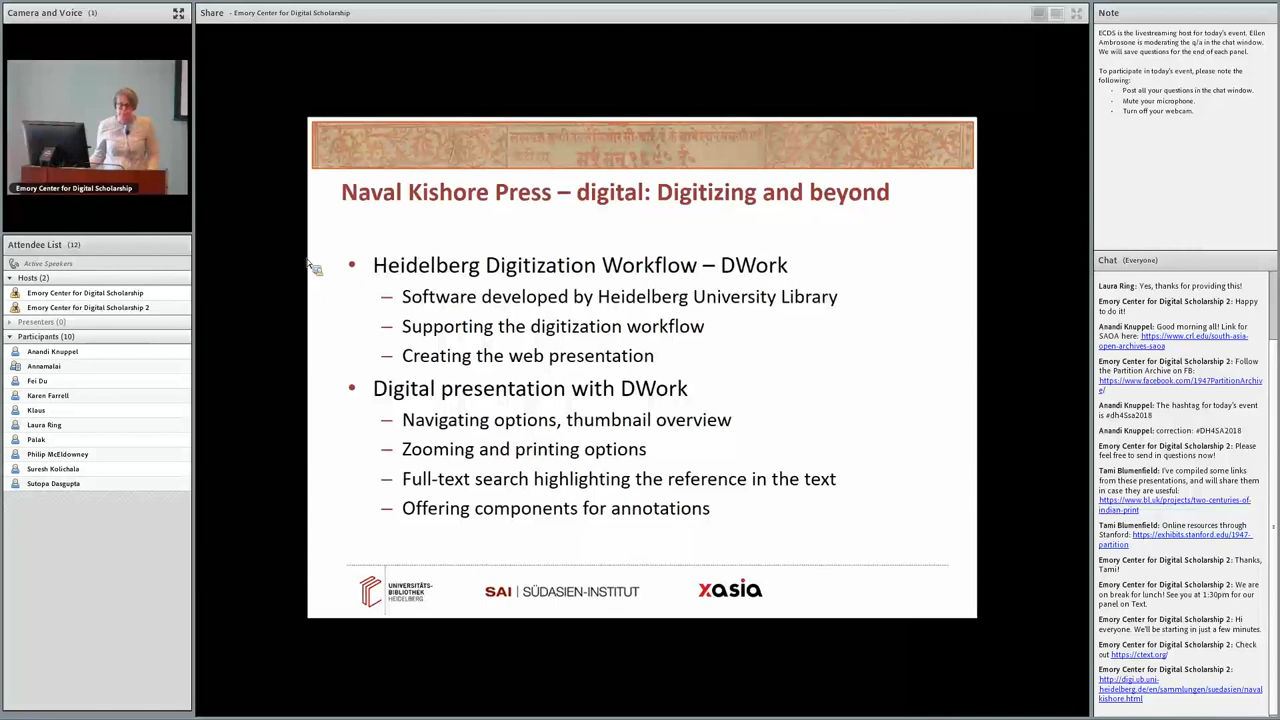 Camera and Voice (1)
Emory Center for Digital Scholarship
Attendee List (12)
Active Speakers
Hosts (2)
Emory Center for Digital Scholarship
Emory Center for Digital Scholarship 2
Presenters (0)
Participants (10)
Anandi Knuppel
Annamalai
Fei Du
Karen Farrell
Klaus
Laura Ring
Palak
Philip McEldowney
Suresh Kolichala
Sutopa Dasgupta
Share - Emory Center for Digital Scholarship
Naval Kishore Press – digital: Digitizing and beyond
• Heidelberg Digitization Workflow – DWork
– Software developed by Heidelberg University Library
– Supporting the digitization workflow
– Creating the web presentation
• Digital presentation with DWork
– Navigating options, thumbnail overview
– Zooming and printing options
– Full-text search highlighting the reference in the text
– Offering components for annotations
UNIVERSITÄTS-
BIBLIOTHEK
HEIDELBERG
SAI | SÜDASIEN-INSTITUT
xasia
Note
ECDS is the livestreaming host for today's event. Ellen
Ambrosone is moderating the q/a in the chat window.
We will save questions for the end of each panel.
To participate in today's event, please note the
following:
· Post all your questions in the chat window.
· Mute your microphone.
· Turn off your webcam.
Chat (Everyone)
Laura Ring: Yes, thanks for providing this!
Emory Center for Digital Scholarship 2: Happy
to do it!
Anandi Knuppel: Good morning all! Link for
SAOA here: https://www.crl.edu/south-asia-
open-archives-saoa
Emory Center for Digital Scholarship 2: Follow
the Partition Archive on FB:
https://www.facebook.com/1947PartitionArchiv
e/
Anandi Knuppel: The hashtag for today's event
is #dh4Ssa2018
Anandi Knuppel: correction: #DH4SA2018
Emory Center for Digital Scholarship 2: Please
feel free to send in questions now!
Tami Blumenfield: I've compiled some links
from these presentations, and will share them
in case they are usesful:
https://www.bl.uk/projects/two-centuries-of-
indian-print
Tami Blumenfield: Online resources through
Stanford: https://exhibits.stanford.edu/1947-
partition
Emory Center for Digital Scholarship 2: Thanks,
Tami!
Emory Center for Digital Scholarship 2: We are
on break for lunch! See you at 1:30pm for our
panel on Text.
Emory Center for Digital Scholarship 2: Hi
everyone. We'll be starting in just a few minutes.
Emory Center for Digital Scholarship 2: Check
out https://ctext.org/
Emory Center for Digital Scholarship 2:
http://digi.ub.uni-
heidelberg.de/en/sammlungen/suedasien/naval
kishore.html